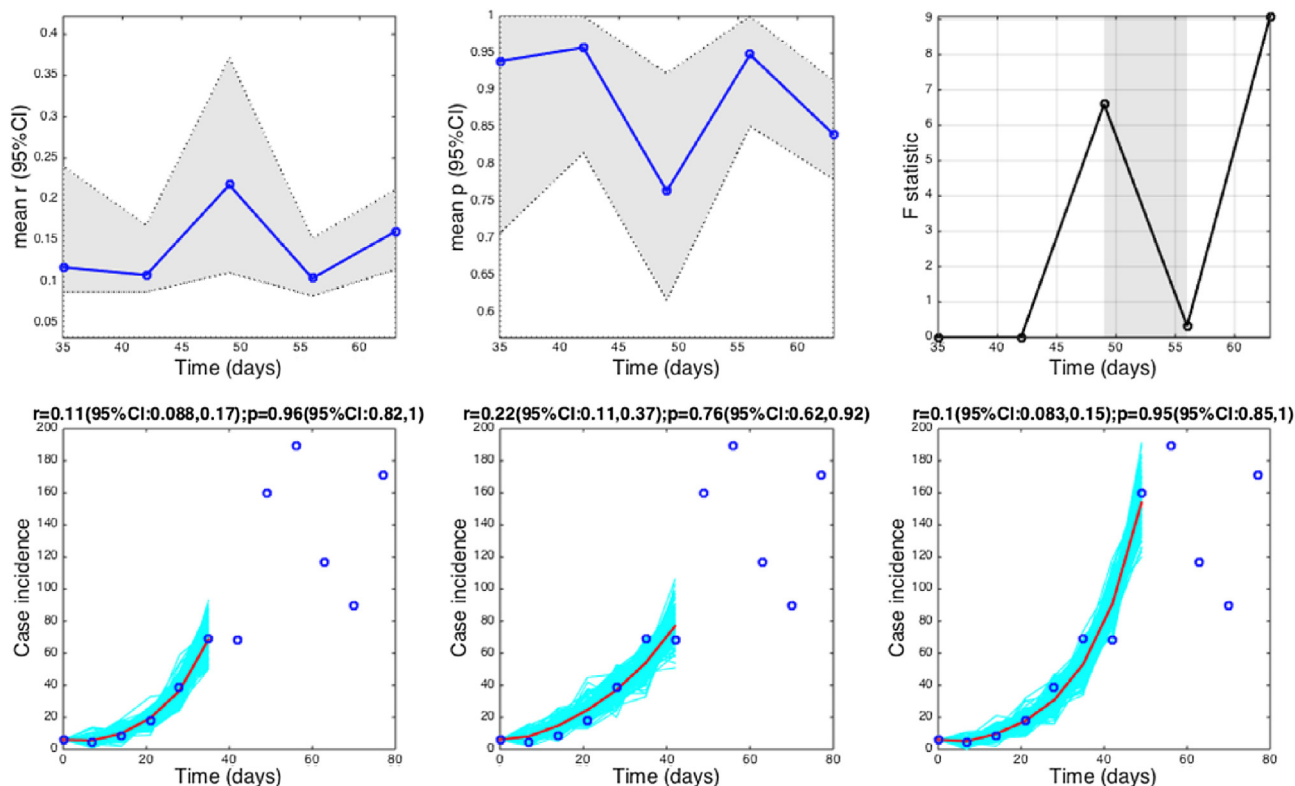 mean r (95%CI)
0.4
0.35
0.3
0.25
0.2
0.15
0.1
0.05
35 40 45 50 55 60
Time (days)
mean p (95%CI)
1
0.95
0.9
0.85
0.8
0.75
0.7
0.65
0.6
35 40 45 50 55 60
Time (days)
F statistic
9
8
7
6
5
4
3
2
1
0
35 40 45 50 55 60
Time (days)
r=0.11(95%CI:0.088,0.17);p=0.96(95%CI:0.82,1)
Case incidence
200
180
160
140
120
100
80
60
40
20
0
0 20 40 60 80
Time (days)
r=0.22(95%CI:0.11,0.37);p=0.76(95%CI:0.62,0.92)
Case incidence
200
180
160
140
120
100
80
60
40
20
0
0 20 40 60 80
Time (days)
r=0.1(95%CI:0.083,0.15);p=0.95(95%CI:0.85,1)
Case incidence
200
180
160
140
120
100
80
60
40
20
0
0 20 40 60 80
Time (days)